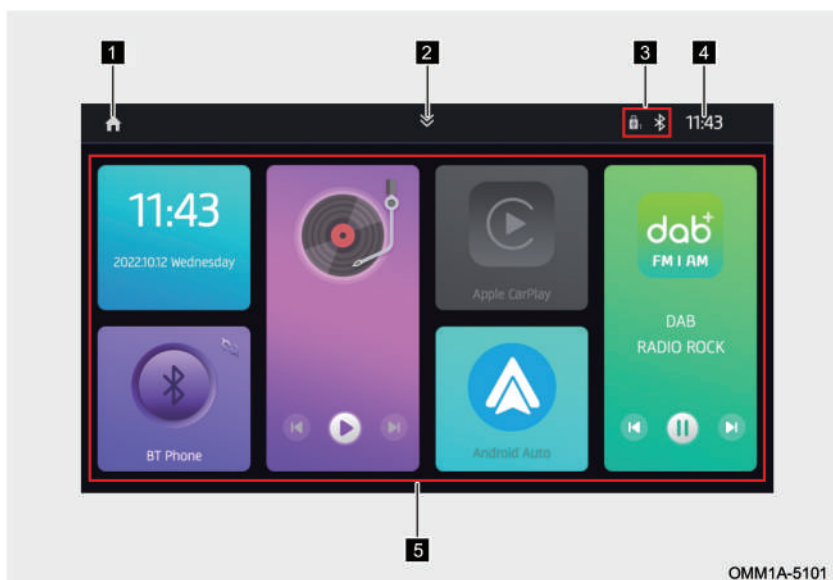 1
2
3
4
11:43
11:43
2022.10.12 Wednesday
BT Phone
Apple CarPlay
Android Auto
dab+
FM I AM
DAB
RADIO ROCK
5
OMM1A-5101